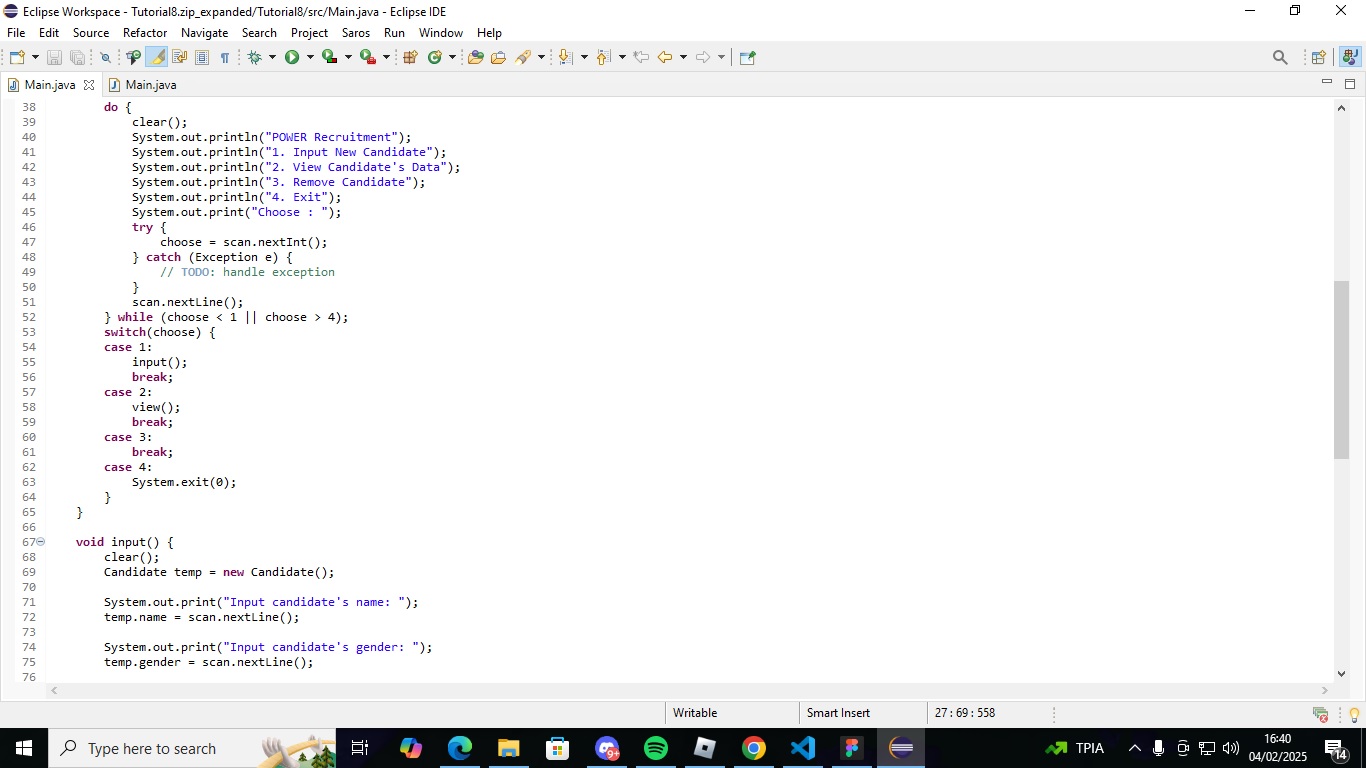 Eclipse Workspace - Tutorial8.zip_expanded/Tutorial8/src/Main.java - Eclipse IDE
File Edit Source Refactor Navigate Search Project Saros Run Window Help
Main.java Main.java
38 do {
39 clear();
40 System.out.println("POWER Recruitment");
41 System.out.println("1. Input New Candidate");
42 System.out.println("2. View Candidate's Data");
43 System.out.println("3. Remove Candidate");
44 System.out.println("4. Exit");
45 System.out.print("Choose : ");
46 try {
47 choose = scan.nextInt();
48 } catch (Exception e) {
49 // TODO: handle exception
50 }
51 scan.nextLine();
52 } while (choose < 1 || choose > 4);
53 switch(choose) {
54 case 1:
55 input();
56 break;
57 case 2:
58 view();
59 break;
60 case 3:
61 break;
62 case 4:
63 System.exit(0);
64 }
65 }
66
67 void input() {
68 clear();
69 Candidate temp = new Candidate();
70
71 System.out.print("Input candidate's name: ");
72 temp.name = scan.nextLine();
73
74 System.out.print("Input candidate's gender: ");
75 temp.gender = scan.nextLine();
76
Writable Smart Insert 27 : 69 : 558
Type here to search
9+
TPIA
16:40
04/02/2025
14